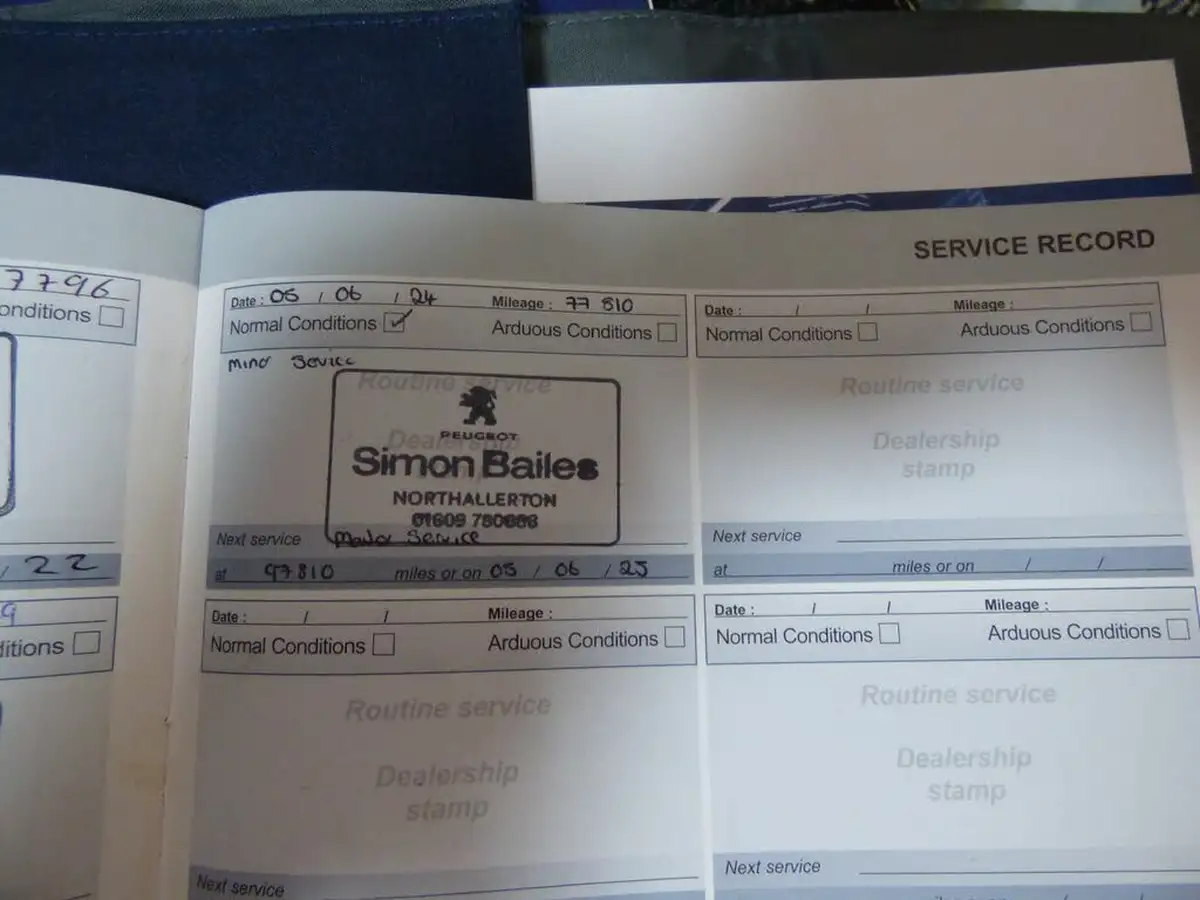 SERVICE RECORD
7796
onditions
/ 22
9
ditions
Date : 05 / 06 / 24 Mileage : 77 810
Normal Conditions ✓ Arduous Conditions
Minor Service
Routine service
Dealership
PEUGEOT
Simon Bailes
NORTHALLERTON
01609 780888
Next service Major Service
at 97810 miles or on 05 / 06 / 25
Date : / / Mileage :
Normal Conditions Arduous Conditions
Routine service
Dealership
stamp
Next service
at miles or on / /
Date : / / Mileage :
Normal Conditions Arduous Conditions
Routine service
Dealership
stamp
Next service
Date : / / Mileage :
Normal Conditions Arduous Conditions
Routine service
Dealership
stamp
Next service